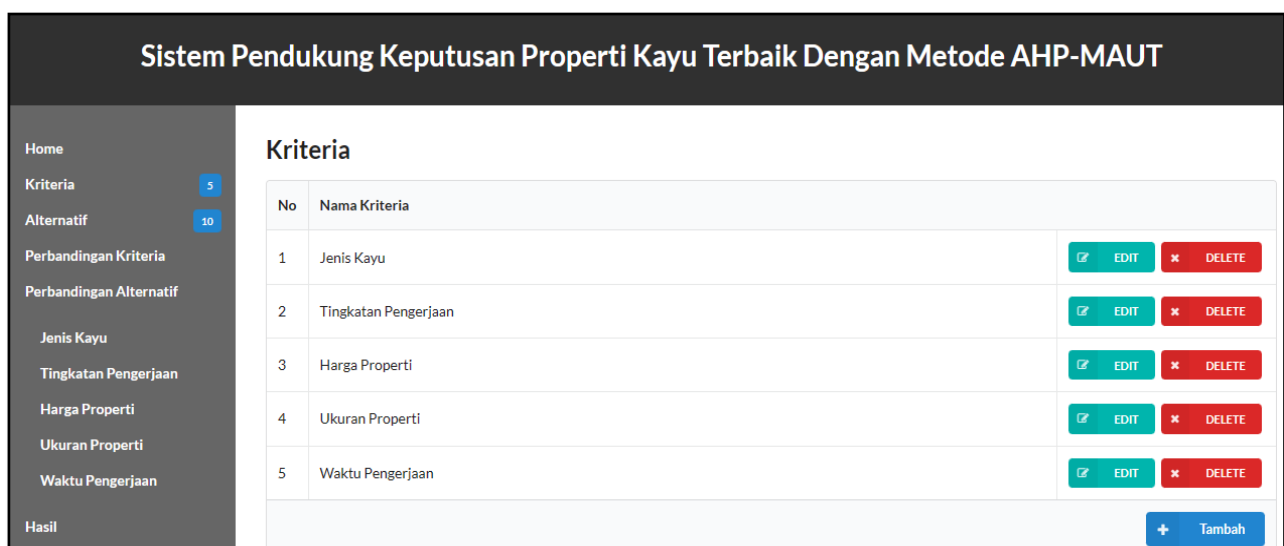 Sistem Pendukung Keputusan Properti Kayu Terbaik Dengan Metode AHP-MAUT
Home
Kriteria 5
Alternatif 10
Perbandingan Kriteria
Perbandingan Alternatif
Jenis Kayu
Tingkatan Pengerjaan
Harga Properti
Ukuran Properti
Waktu Pengerjaan
Hasil
Kriteria
No Nama Kriteria
1 Jenis Kayu EDIT DELETE
2 Tingkatan Pengerjaan EDIT DELETE
3 Harga Properti EDIT DELETE
4 Ukuran Properti EDIT DELETE
5 Waktu Pengerjaan EDIT DELETE
Tambah